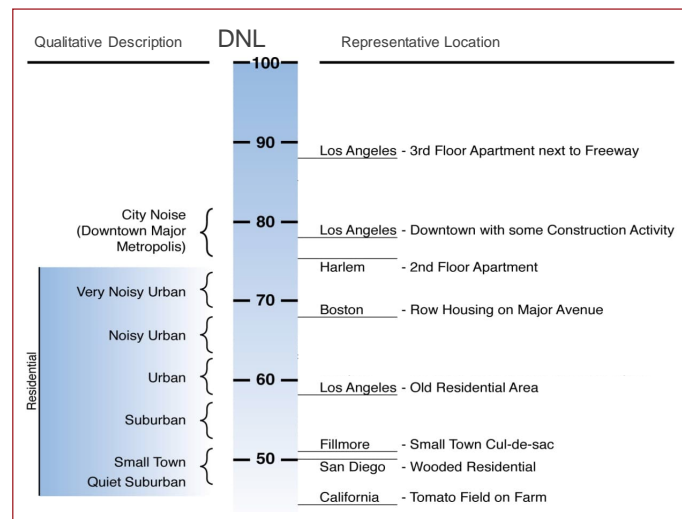 Qualitative Description DNL Representative Location
100
90
Los Angeles - 3rd Floor Apartment next to Freeway
City Noise
(Downtown Major
Metropolis)
80
Los Angeles - Downtown with some Construction Activity
Harlem - 2nd Floor Apartment
Very Noisy Urban
70
Boston - Row Housing on Major Avenue
Noisy Urban
Urban
60
Los Angeles - Old Residential Area
Residential
Suburban
Fillmore - Small Town Cul-de-sac
50
Small Town
San Diego - Wooded Residential
Quiet Suburban
California - Tomato Field on Farm